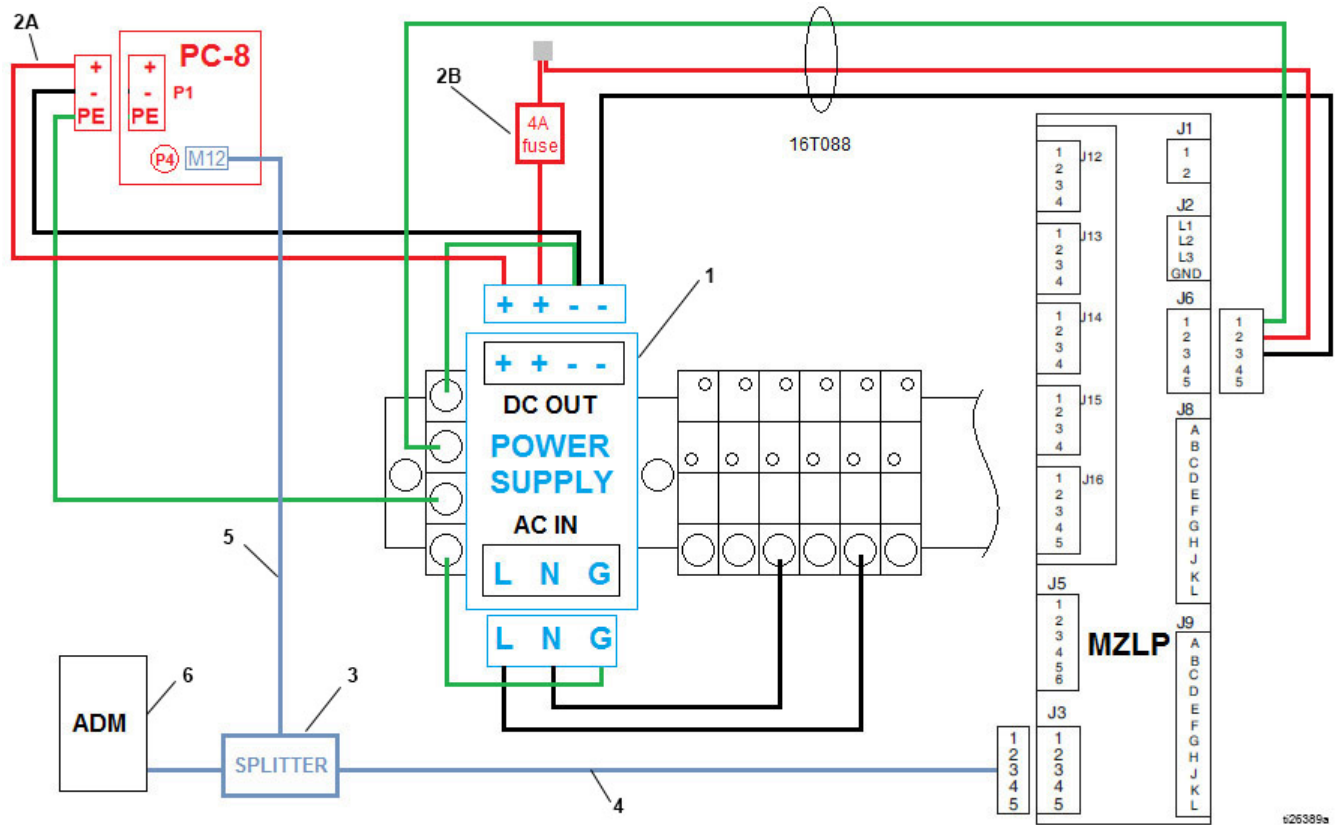 2A
PC-8
+
-
PE
+
-
PE
P1
P4
M12
2B
4A
fuse
16T088
1
+ + - -
+ + - -
DC OUT
POWER
SUPPLY
AC IN
L N G
L N G
5
6
ADM
3
SPLITTER
4
J12
1
2
3
4
J13
1
2
3
4
J14
1
2
3
4
J15
1
2
3
4
J16
1
2
3
4
5
J5
1
2
3
4
5
6
MZLP
J3
1
2
3
4
5
1
2
3
4
5
J1
1
2
J2
L1
L2
L3
GND
J6
1
2
3
4
5
1
2
3
4
5
J8
A
B
C
D
E
F
G
H
J
K
L
J9
A
B
C
D
E
F
G
H
J
K
L
ti26389a